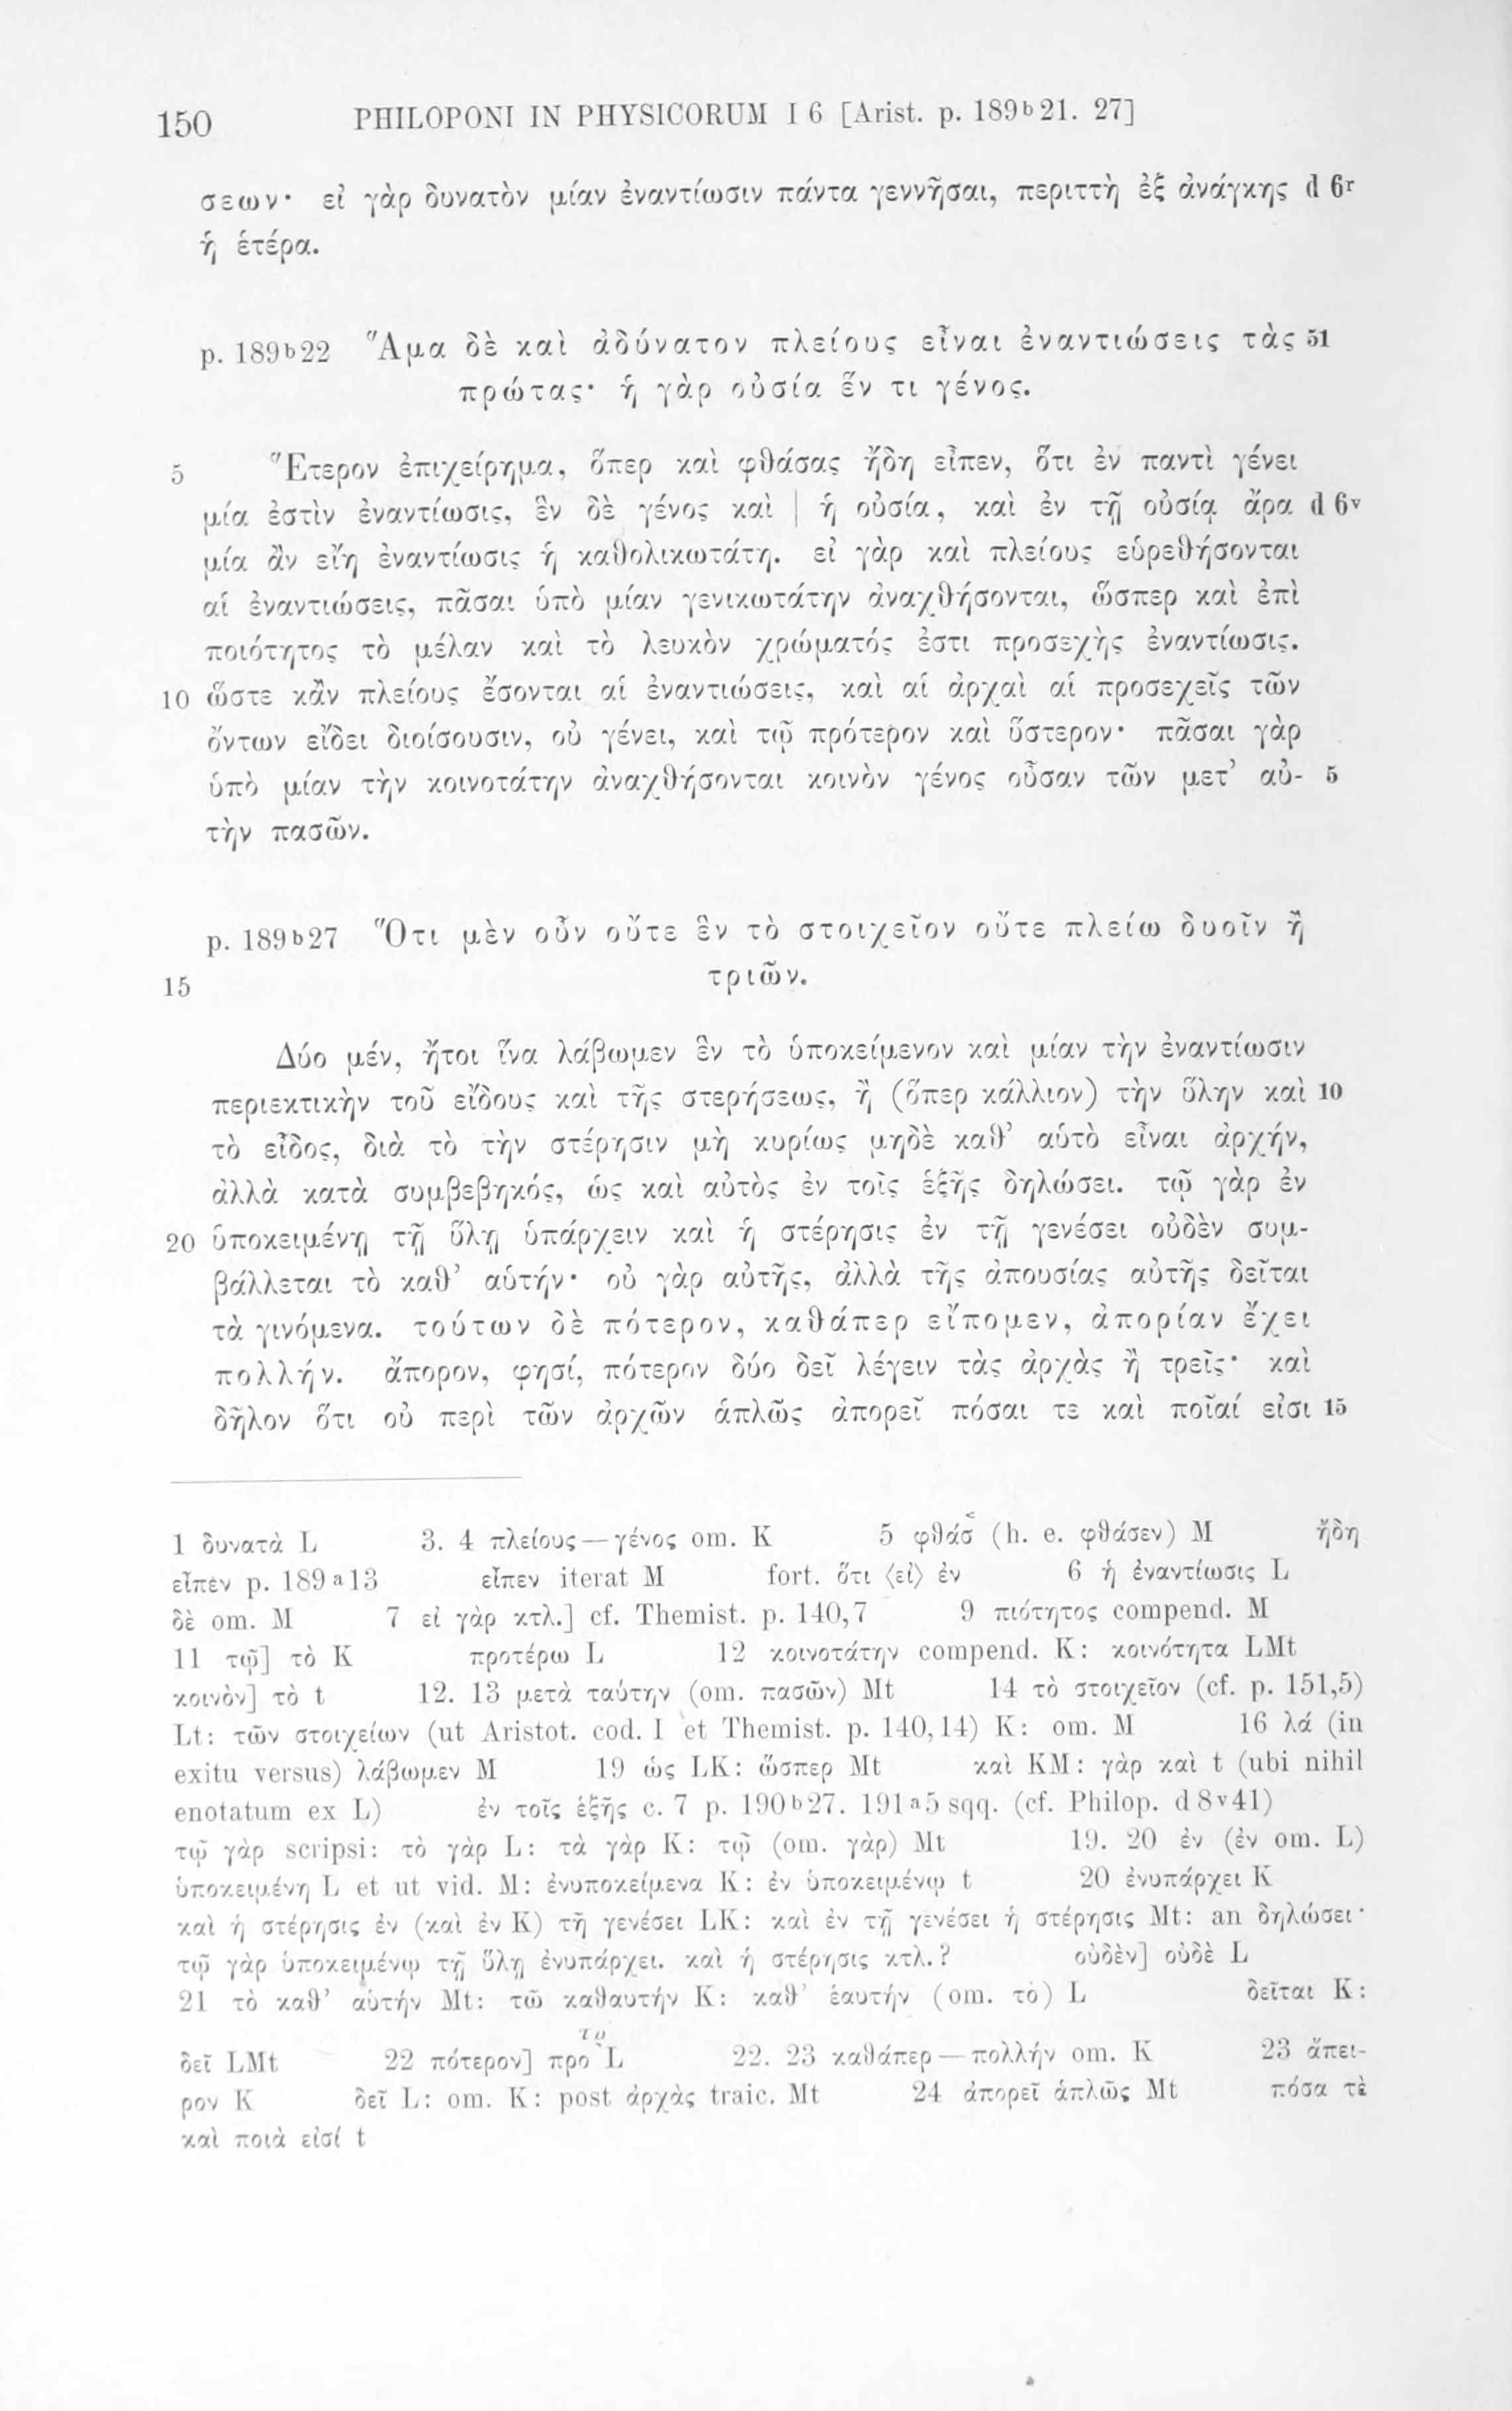 150 PHILOPONI IN PHYSICORUM I 6 [Arist. p. 189b21. 27]
σεων· εἰ γὰρ δυνατὸν μίαν ἐναντίωσιν πάντα γεννῆσαι, περιττὴ ἐξ ἀνάγκης d 6r
ἡ ἑτέρα.
p. 189b22 Ἅμα δὲ καὶ ἀδύνατον πλείους εἶναι ἐναντιώσεις τὰς 51
πρώτας· ἡ γὰρ οὐσία ἕν τι γένος.
5 Ἕτερον ἐπιχείρημα, ὅπερ καὶ φθάσας ἤδη εἶπεν, ὅτι ἐν παντὶ γένει
μία ἐστὶν ἐναντίωσις, ἓν δὲ γένος καὶ | ἡ οὐσία, καὶ ἐν τῇ οὐσίᾳ ἄρα d 6v
μία ἂν εἴη ἐναντίωσις ἡ καθολικωτάτη. εἰ γὰρ καὶ πλείους εὑρεθήσονται
αἱ ἐναντιώσεις, πᾶσαι ὑπὸ μίαν γενικωτάτην ἀναχθήσονται, ὥσπερ καὶ ἐπὶ
ποιότητος τὸ μέλαν καὶ τὸ λευκὸν χρώματός ἐστι προσεχὴς ἐναντίωσις.
10 ὥστε κἂν πλείους ἔσονται αἱ ἐναντιώσεις, καὶ αἱ ἀρχαὶ αἱ προσεχεῖς τῶν
ὄντων εἴδει διοίσουσιν, οὐ γένει, καὶ τῷ πρότερον καὶ ὕστερον· πᾶσαι γὰρ
ὑπὸ μίαν τὴν κοινοτάτην ἀναχθήσονται κοινὸν γένος οὖσαν τῶν μετ’ αὐ- 5
τὴν πασῶν.
p. 189b27 Ὅτι μὲν οὖν οὔτε ἓν τὸ στοιχεῖον οὔτε πλείω δυοῖν ἢ
15 τριῶν.
Δύο μέν, ἤτοι ἵνα λάβωμεν ἓν τὸ ὑποκείμενον καὶ μίαν τὴν ἐναντίωσιν
περιεκτικὴν τοῦ εἴδους καὶ τῆς στερήσεως, ἢ (ὅπερ κάλλιον) τὴν ὕλην καὶ 10
τὸ εἶδος, διὰ τὸ τὴν στέρησιν μὴ κυρίως μηδὲ καθ’ αὑτὸ εἶναι ἀρχήν,
ἀλλὰ κατὰ συμβεβηκός, ὡς καὶ αὐτὸς ἐν τοῖς ἑξῆς δηλώσει. τῷ γὰρ ἐν
20 ὑποκειμένῃ τῇ ὕλῃ ὑπάρχειν καὶ ἡ στέρησις ἐν τῇ γενέσει οὐδὲν συμ-
βάλλεται τὸ καθ’ αὑτήν· οὐ γὰρ αὐτῆς, ἀλλὰ τῆς ἀπουσίας αὐτῆς δεῖται
τὰ γινόμενα. τούτων δὲ πότερον, καθάπερ εἴπομεν, ἀπορίαν ἔχει
πολλήν. ἄπορον, φησί, πότερον δύο δεῖ λέγειν τὰς ἀρχὰς ἢ τρεῖς· καὶ
δῆλον ὅτι οὐ περὶ τῶν ἀρχῶν ἁπλῶς ἀπορεῖ πόσαι τε καὶ ποῖαί εἰσι 15
1 δυνατὰ L 3. 4 πλείους—γένος om. K 5 φθάσ̑ (h. e. φθάσεν) M ἤδη
εἶπεν p. 189a13 εἶπεν iterat M fort. ὅτι ⟨εἰ⟩ ἐν 6 ἡ ἐναντίωσις L
δὲ om. M 7 εἰ γὰρ κτλ.] cf. Themist. p. 140,7 9 πιότητος compend. M
11 τῷ] τὸ K προτέρω L 12 κοινοτάτην compend. K: κοινότητα LMt
κοινὸν] τὸ t 12. 13 μετὰ ταύτην (om. πασῶν) Mt 14 τὸ στοιχεῖον (cf. p. 151,5)
Lt: τῶν στοιχείων (ut Aristot. cod. I et Themist. p. 140,14) K: om. M 16 λά (in
exitu versus) λάβωμεν M 19 ὡς LK: ὥσπερ Mt καὶ KM: γὰρ καὶ t (ubi nihil
enotatum ex L) ἐν τοῖς ἑξῆς c. 7 p. 190b27. 191a5 sqq. (cf. Philop. d 8v41)
τῷ γὰρ scripsi: τὸ γὰρ L: τὰ γὰρ K: τῷ (om. γὰρ) Mt 19. 20 ἐν (ἐν om. L)
ὑποκειμένη L et ut vid. M: ἐνυποκείμενα K: ἐν ὑποκειμένῳ t 20 ἐνυπάρχει K
καὶ ἡ στέρησις ἐν (καὶ ἐν K) τῆ γενέσει LK: καὶ ἐν τῇ γενέσει ἡ στέρησις Mt: an δηλώσει·
τῷ γὰρ ὑποκειμένῳ τῇ ὕλῃ ἐνυπάρχει. καὶ ἡ στέρησις κτλ.? οὐδὲν] οὐδὲ L
21 τὸ καθ’ αὑτήν Mt: τῶ καθαυτήν K: καθ’ ἑαυτήν (om. τὸ) L δεῖται K:
δεῖ LMt 22 πότερον] προ τὸ L 22. 23 καθάπερ—πολλήν om. K 23 ἄπει-
ρον K δεῖ L: om. K: post ἀρχὰς traic. Mt 24 ἀπορεῖ ἁπλῶς Mt πόσα τὲ
καὶ ποιὰ εἰσί t